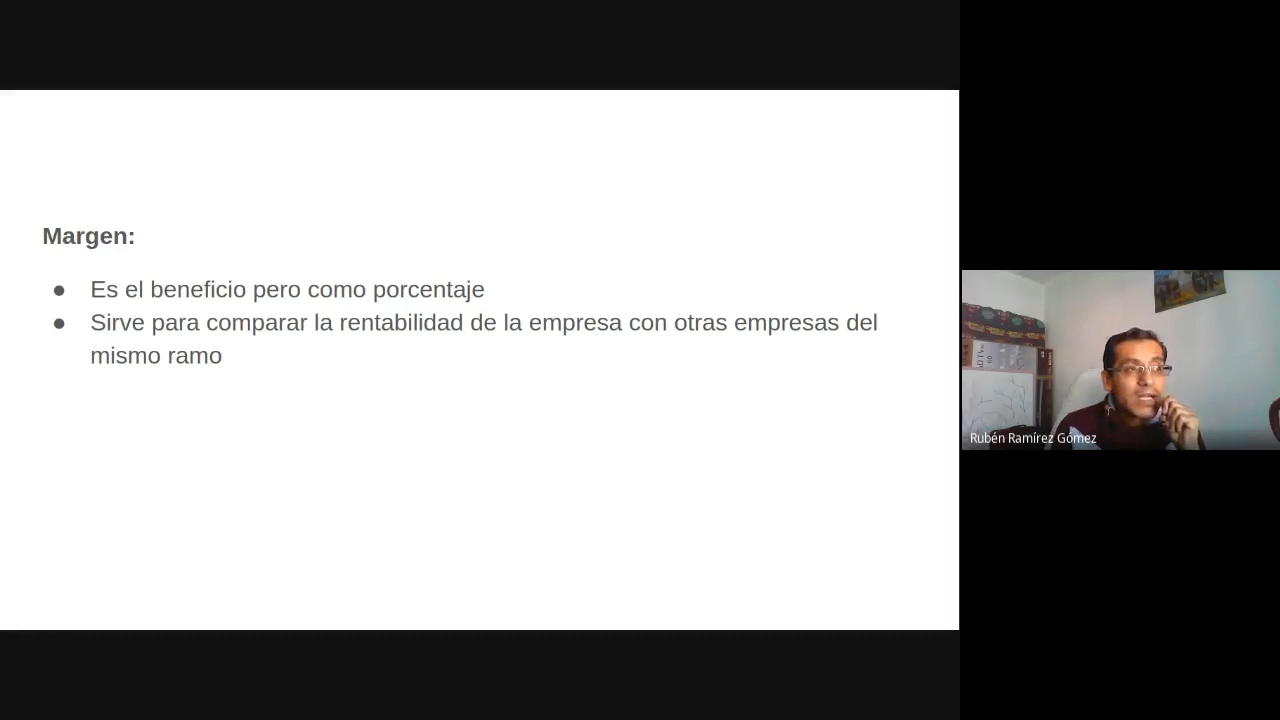 Margen:
● Es el beneficio pero como porcentaje
● Sirve para comparar la rentabilidad de la empresa con otras empresas del
mismo ramo
Rubén Ramírez Gómez